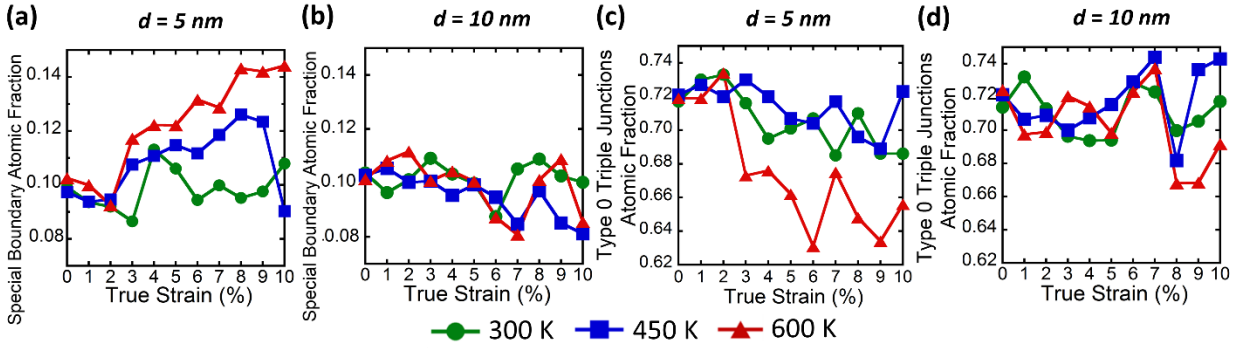 (a)
d = 5 nm
Special Boundary Atomic Fraction
0.14
0.12
0.10
0.08
0 1 2 3 4 5 6 7 8 9 10
True Strain (%)
(b)
d = 10 nm
Special Boundary Atomic Fraction
0.14
0.12
0.10
0.08
0 1 2 3 4 5 6 7 8 9 10
True Strain (%)
(c)
d = 5 nm
Type 0 Triple Junctions
Atomic Fraction
0.74
0.72
0.70
0.68
0.66
0.64
0.62
0 1 2 3 4 5 6 7 8 9 10
True Strain (%)
(d)
d = 10 nm
Type 0 Triple Junctions
Atomic Fraction
0.74
0.72
0.70
0.68
0.66
0.64
0.62
0 1 2 3 4 5 6 7 8 9 10
True Strain (%)
300 K 450 K 600 K